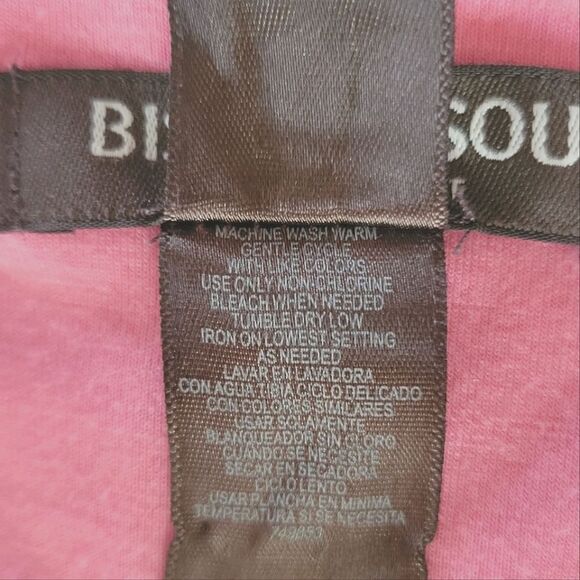 BIS
SOU
MACHINE WASH WARM
GENTLE CYCLE
WITH LIKE COLORS
USE ONLY NON-CHLORINE
BLEACH WHEN NEEDED
TUMBLE DRY LOW
IRON ON LOWEST SETTING
AS NEEDED
LAVAR EN LAVADORA
CON AGUA TIBIA CICLO DELICADO
CON COLORES SIMILARES
USAR SOLAMENTE
BLANQUEADOR SIN CLORO
CUANDO SE NECESITE
SECAR EN SECADORA
CICLO LENTO
USAR PLANCHA EN MINIMA
TEMPERATURA SI SE NECESITA